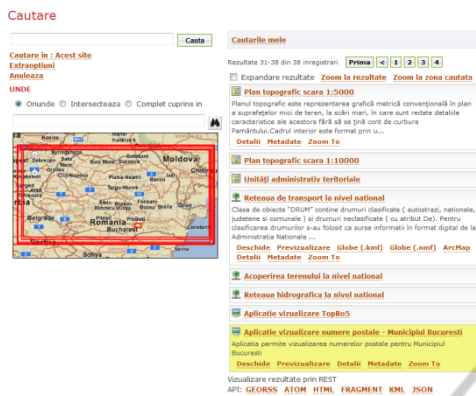 Cautare
Cauta
Cautare in : Acest site
Extraoptiuni
Anuleaza
UNDE
Oriunde Intersecteaza Complet cuprins in
Moldova
Romania
Bucharest
Belgrade
Sofiya
Cautarile mele
Rezultate 31-38 din 38 inregistrari Prima < 1 2 3 4
Expandare rezultate Zoom la rezultate Zoom la zona cautata
Plan topografic scara 1:5000
Planul topografic este reprezentarea grafică metrică convenţională în plan
a suprafeţelor mici de teren, la scări mari, în care sunt redate detaliile
caracteristice ale acestora fără să se ţină cont de curbura
Pământului.Cadrul interior este format prin u...
Detalii Metadate Zoom To
Plan topografic scara 1:10000
Unităţi administrativ teritoriale
Reteaua de transport la nivel national
Clasa de obiecte "DRUM" contine drumuri clasificate ( autostrazi, nationale,
judetene si comunale ) si drumuri neclasificate ( cu atribut De). Pentru
clasificarea drumurilor s-au folosit ca surse informatii în format digital de la
Administratia Nationala ...
Deschide Previzualizare Globe (.kml) Globe (.nmf) ArcMap
Detalii Metadate Zoom To
Acoperirea terenului la nivel national
Reteaua hidrografica la nivel national
Aplicatie vizualizare TopRo5
Aplicatie vizualizare numere postale - Municipiul Bucuresti
Aplicatia permite vizualizarea numerelor postale pentru Municipiul
Bucuresti
Deschide Previzualizare Detalii Metadate Zoom To
Vizualizare rezultate prin REST
API: GEORSS ATOM HTML FRAGMENT KML JSON